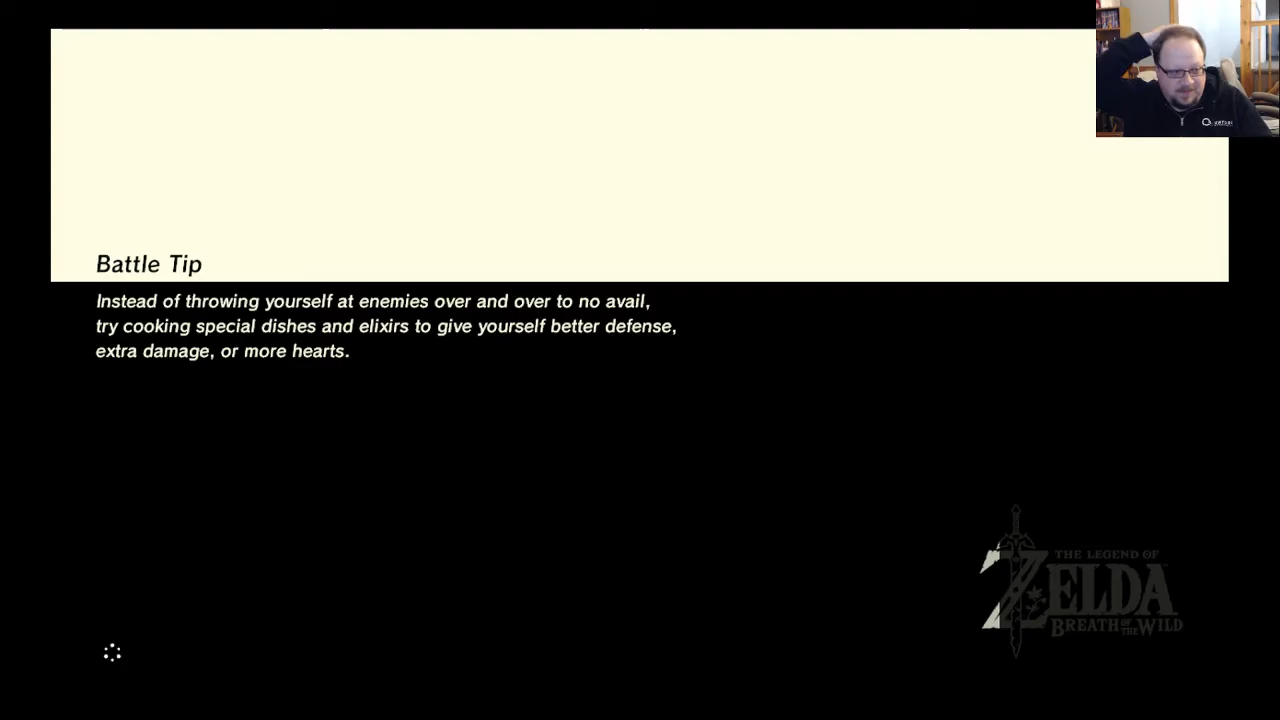 Battle Tip
Instead of throwing yourself at enemies over and over to no avail,
try cooking special dishes and elixirs to give yourself better defense,
extra damage, or more hearts.
THE LEGEND OF
ZELDA
BREATH OF THE WILD